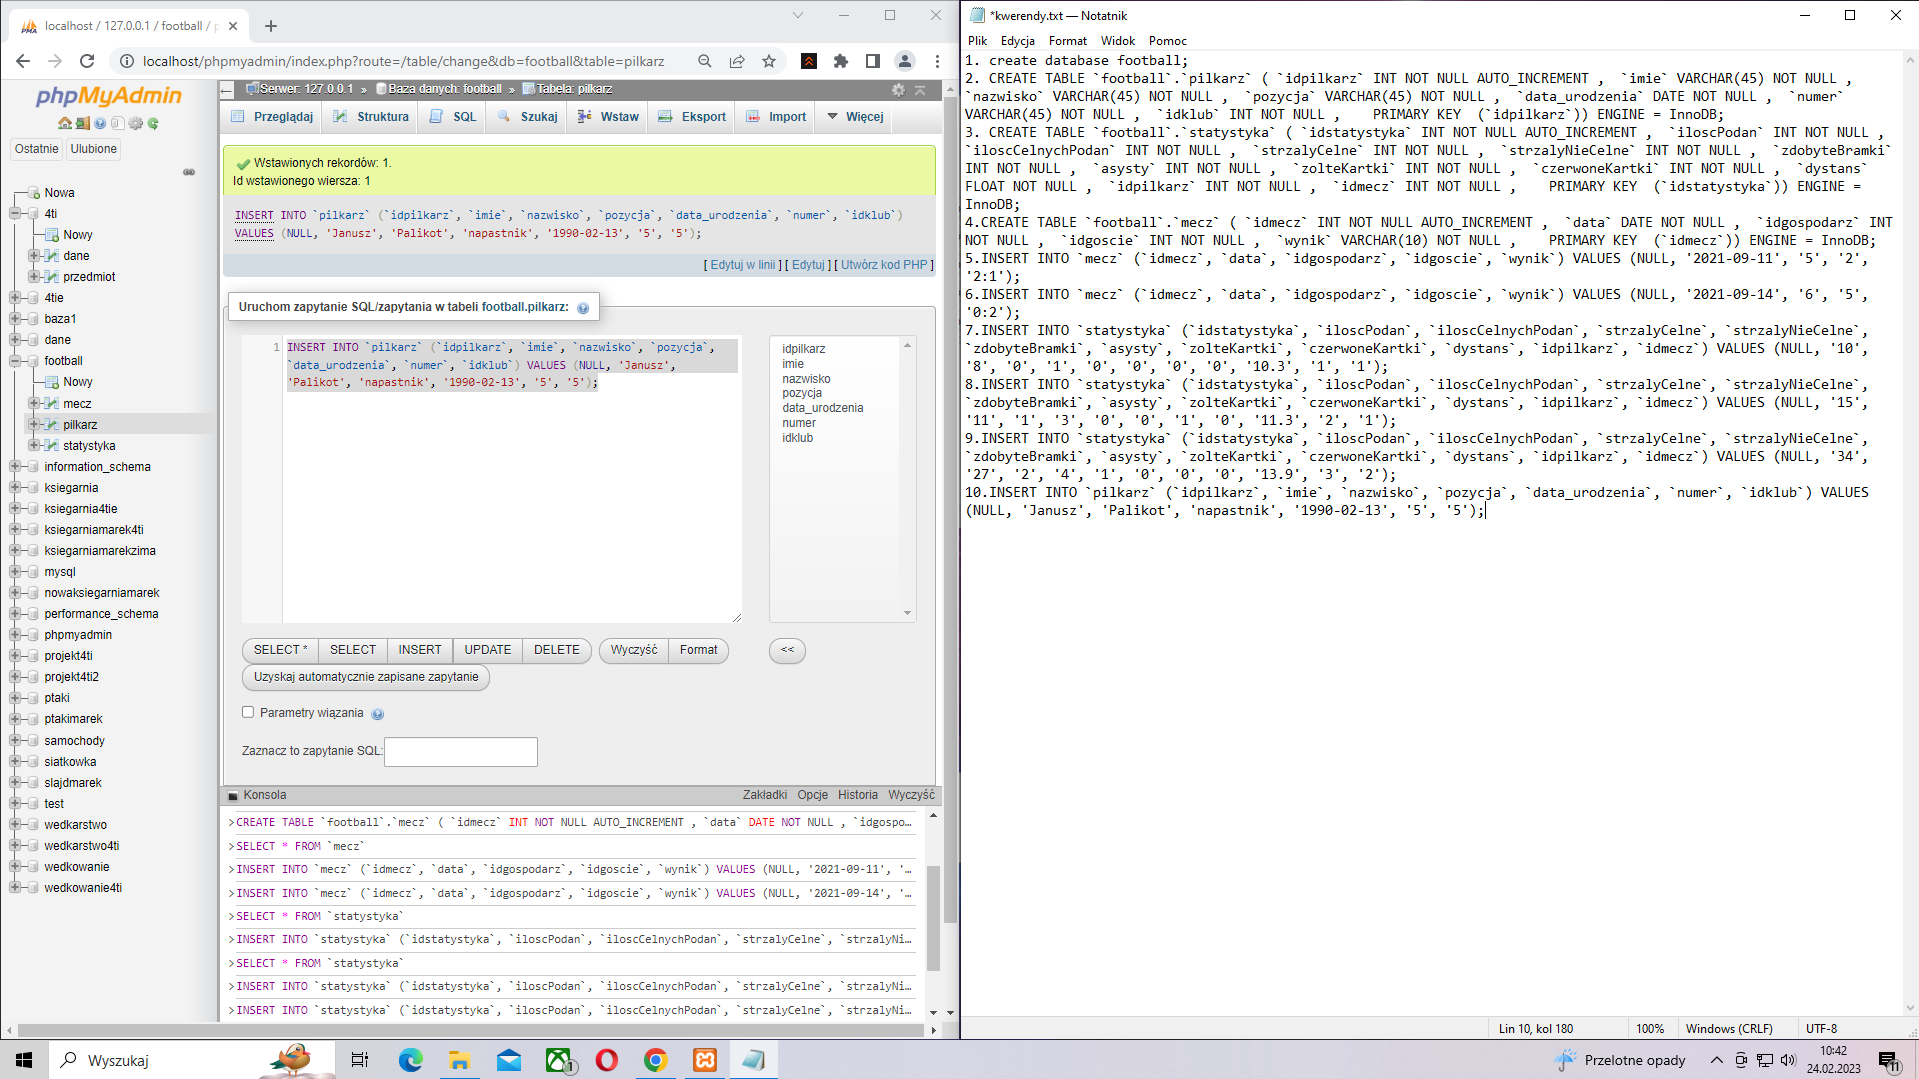 localhost / 127.0.0.1 / football / p
localhost/phpmyadmin/index.php?route=/table/change&db=football&table=pilkarz
phpMyAdmin
Ostatnie
Ulubione
Nowa
4ti
Nowy
dane
przedmiot
4tie
baza1
dane
football
Nowy
mecz
pilkarz
statystyka
information_schema
ksiegarnia
ksiegarnia4tie
ksiegarniamarek4ti
ksiegarniamarekzima
mysql
nowaksiegarniamarek
performance_schema
phpmyadmin
projekt4ti
projekt4ti2
ptaki
ptakimarek
samochody
siatkowka
slajdmarek
test
wedkarstwo
wedkarstwo4ti
wedkowanie
wedkowanie4ti
Serwer: 127.0.0.1 » Baza danych: football » Tabela: pilkarz
Przeglądaj Struktura SQL Szukaj Wstaw Eksport Import Więcej
Wstawionych rekordów: 1.
Id wstawionego wiersza: 1
INSERT INTO `pilkarz` (`idpilkarz`, `imie`, `nazwisko`, `pozycja`, `data_urodzenia`, `numer`, `idklub`)
VALUES (NULL, 'Janusz', 'Palikot', 'napastnik', '1990-02-13', '5', '5');
[ Edytuj w linii ] [ Edytuj ] [ Utwórz kod PHP ]
Uruchom zapytanie SQL/zapytania w tabeli football.pilkarz:
1 INSERT INTO `pilkarz` (`idpilkarz`, `imie`, `nazwisko`, `pozycja`,
`data_urodzenia`, `numer`, `idklub`) VALUES (NULL, 'Janusz',
'Palikot', 'napastnik', '1990-02-13', '5', '5');
idpilkarz
imie
nazwisko
pozycja
data_urodzenia
numer
idklub
SELECT * SELECT INSERT UPDATE DELETE Wyczyść Format <<
Uzyskaj automatycznie zapisane zapytanie
Parametry wiązania
Zaznacz to zapytanie SQL:
Konsola Zakładki Opcje Historia Wyczyść
>CREATE TABLE `football`.`mecz` ( `idmecz` INT NOT NULL AUTO_INCREMENT , `data` DATE NOT NULL , `idgospo…
>SELECT * FROM `mecz`
>INSERT INTO `mecz` (`idmecz`, `data`, `idgospodarz`, `idgoscie`, `wynik`) VALUES (NULL, '2021-09-11', '…
>INSERT INTO `mecz` (`idmecz`, `data`, `idgospodarz`, `idgoscie`, `wynik`) VALUES (NULL, '2021-09-14', '…
>SELECT * FROM `statystyka`
>INSERT INTO `statystyka` (`idstatystyka`, `iloscPodan`, `iloscCelnychPodan`, `strzalyCelne`, `strzalyNi…
>SELECT * FROM `statystyka`
>INSERT INTO `statystyka` (`idstatystyka`, `iloscPodan`, `iloscCelnychPodan`, `strzalyCelne`, `strzalyNi…
>INSERT INTO `statystyka` (`idstatystyka`, `iloscPodan`, `iloscCelnychPodan`, `strzalyCelne`, `strzalyNi…
*kwerendy.txt — Notatnik
Plik Edycja Format Widok Pomoc
1. create database football;
2. CREATE TABLE `football`.`pilkarz` ( `idpilkarz` INT NOT NULL AUTO_INCREMENT , `imie` VARCHAR(45) NOT NULL ,
`nazwisko` VARCHAR(45) NOT NULL , `pozycja` VARCHAR(45) NOT NULL , `data_urodzenia` DATE NOT NULL , `numer`
VARCHAR(45) NOT NULL , `idklub` INT NOT NULL , PRIMARY KEY (`idpilkarz`)) ENGINE = InnoDB;
3. CREATE TABLE `football`.`statystyka` ( `idstatystyka` INT NOT NULL AUTO_INCREMENT , `iloscPodan` INT NOT NULL ,
`iloscCelnychPodan` INT NOT NULL , `strzalyCelne` INT NOT NULL , `strzalyNieCelne` INT NOT NULL , `zdobyteBramki`
INT NOT NULL , `asysty` INT NOT NULL , `zolteKartki` INT NOT NULL , `czerwoneKartki` INT NOT NULL , `dystans`
FLOAT NOT NULL , `idpilkarz` INT NOT NULL , `idmecz` INT NOT NULL , PRIMARY KEY (`idstatystyka`)) ENGINE =
InnoDB;
4.CREATE TABLE `football`.`mecz` ( `idmecz` INT NOT NULL AUTO_INCREMENT , `data` DATE NOT NULL , `idgospodarz` INT
NOT NULL , `idgoscie` INT NOT NULL , `wynik` VARCHAR(10) NOT NULL , PRIMARY KEY (`idmecz`)) ENGINE = InnoDB;
5.INSERT INTO `mecz` (`idmecz`, `data`, `idgospodarz`, `idgoscie`, `wynik`) VALUES (NULL, '2021-09-11', '5', '2',
'2:1');
6.INSERT INTO `mecz` (`idmecz`, `data`, `idgospodarz`, `idgoscie`, `wynik`) VALUES (NULL, '2021-09-14', '6', '5',
'0:2');
7.INSERT INTO `statystyka` (`idstatystyka`, `iloscPodan`, `iloscCelnychPodan`, `strzalyCelne`, `strzalyNieCelne`,
`zdobyteBramki`, `asysty`, `zolteKartki`, `czerwoneKartki`, `dystans`, `idpilkarz`, `idmecz`) VALUES (NULL, '10',
'8', '0', '1', '0', '0', '0', '0', '10.3', '1', '1');
8.INSERT INTO `statystyka` (`idstatystyka`, `iloscPodan`, `iloscCelnychPodan`, `strzalyCelne`, `strzalyNieCelne`,
`zdobyteBramki`, `asysty`, `zolteKartki`, `czerwoneKartki`, `dystans`, `idpilkarz`, `idmecz`) VALUES (NULL, '15',
'11', '1', '3', '0', '0', '1', '0', '11.3', '2', '1');
9.INSERT INTO `statystyka` (`idstatystyka`, `iloscPodan`, `iloscCelnychPodan`, `strzalyCelne`, `strzalyNieCelne`,
`zdobyteBramki`, `asysty`, `zolteKartki`, `czerwoneKartki`, `dystans`, `idpilkarz`, `idmecz`) VALUES (NULL, '34',
'27', '2', '4', '1', '0', '0', '0', '13.9', '3', '2');
10.INSERT INTO `pilkarz` (`idpilkarz`, `imie`, `nazwisko`, `pozycja`, `data_urodzenia`, `numer`, `idklub`) VALUES
(NULL, 'Janusz', 'Palikot', 'napastnik', '1990-02-13', '5', '5');
Lin 10, kol 180 100% Windows (CRLF) UTF-8
Wyszukaj
1
Przelotne opady
10:42
24.02.2023
11